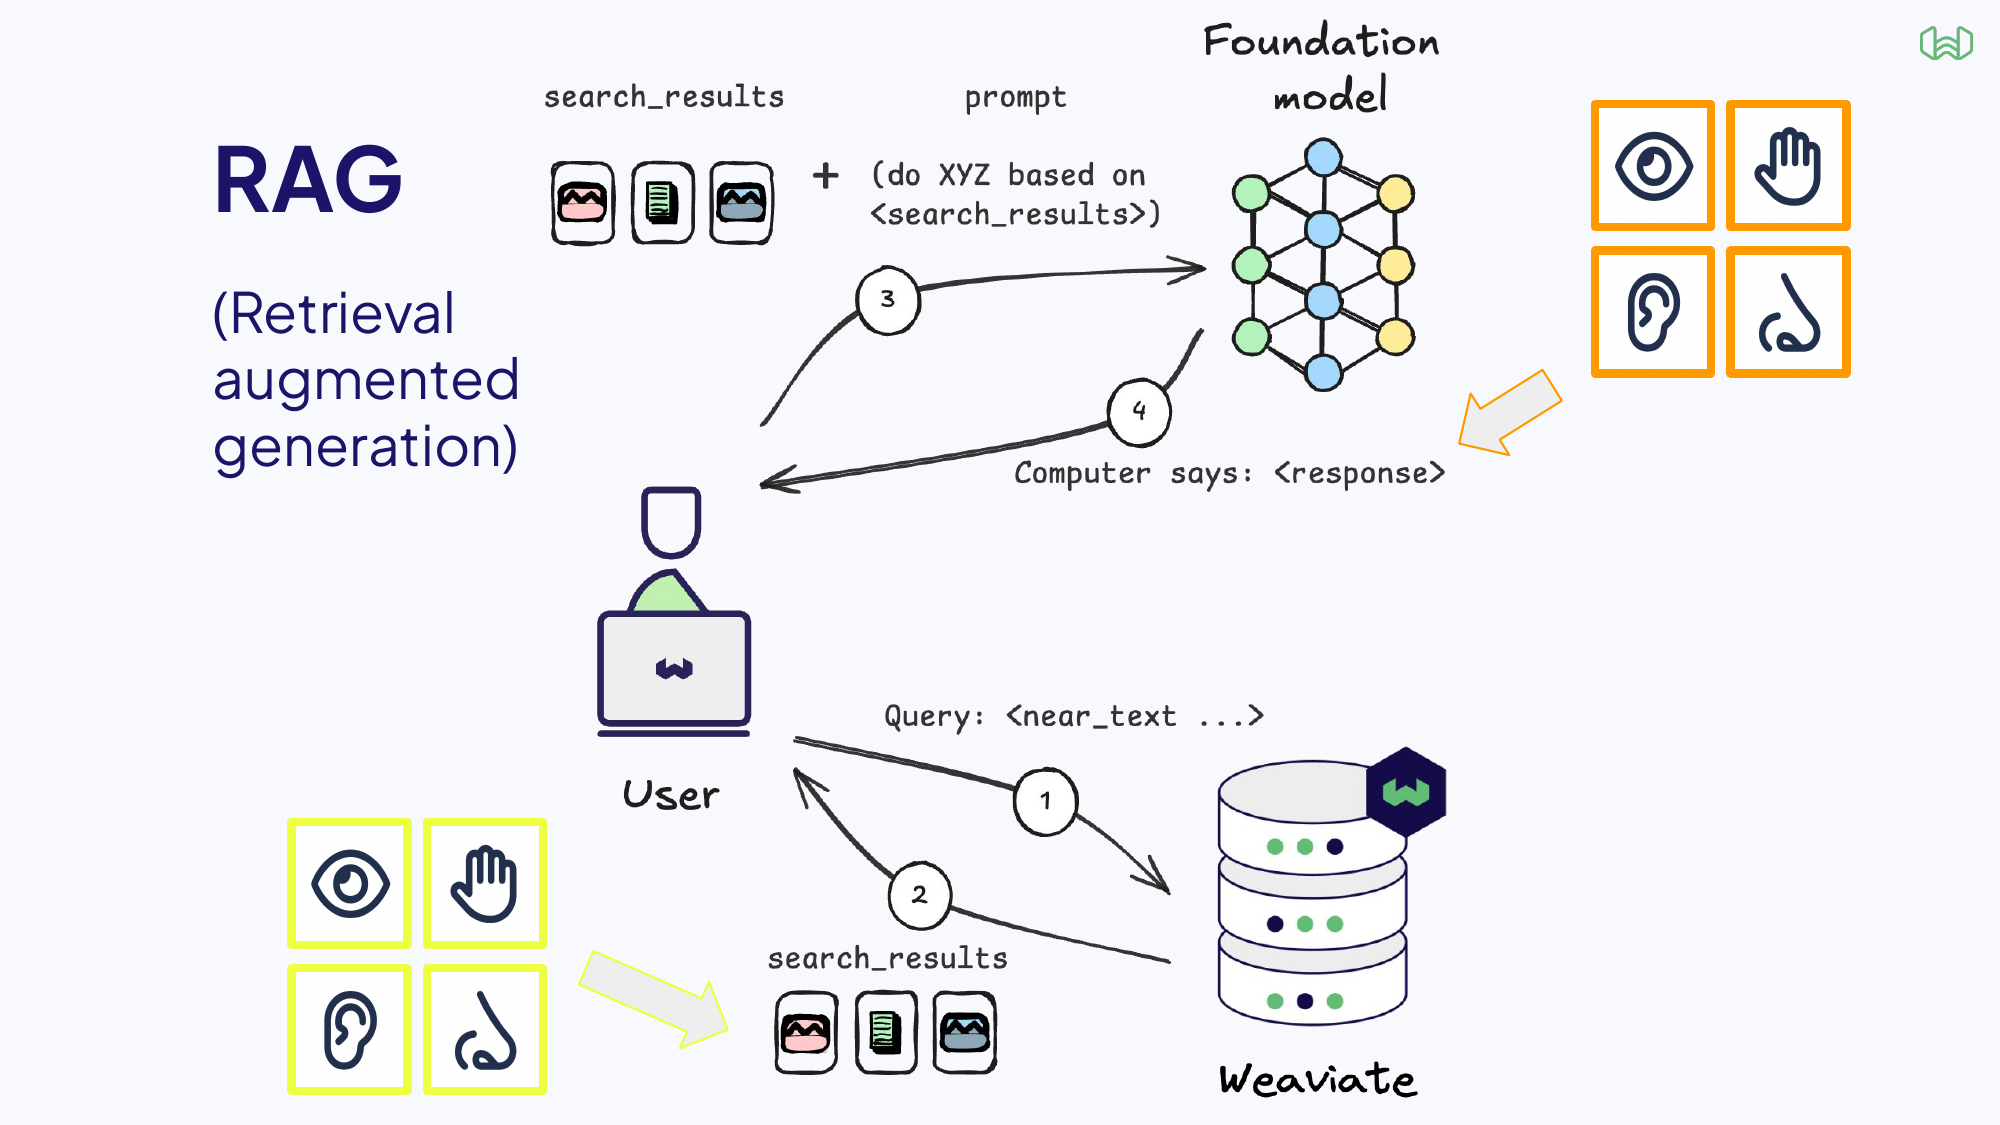 RAG
(Retrieval
augmented
generation)
search_results
+
prompt
(do XYZ based on
<search_results>)
Foundation
model
3
4
Computer says: <response>
User
Query: <near_text ...>
1
2
search_results
Weaviate